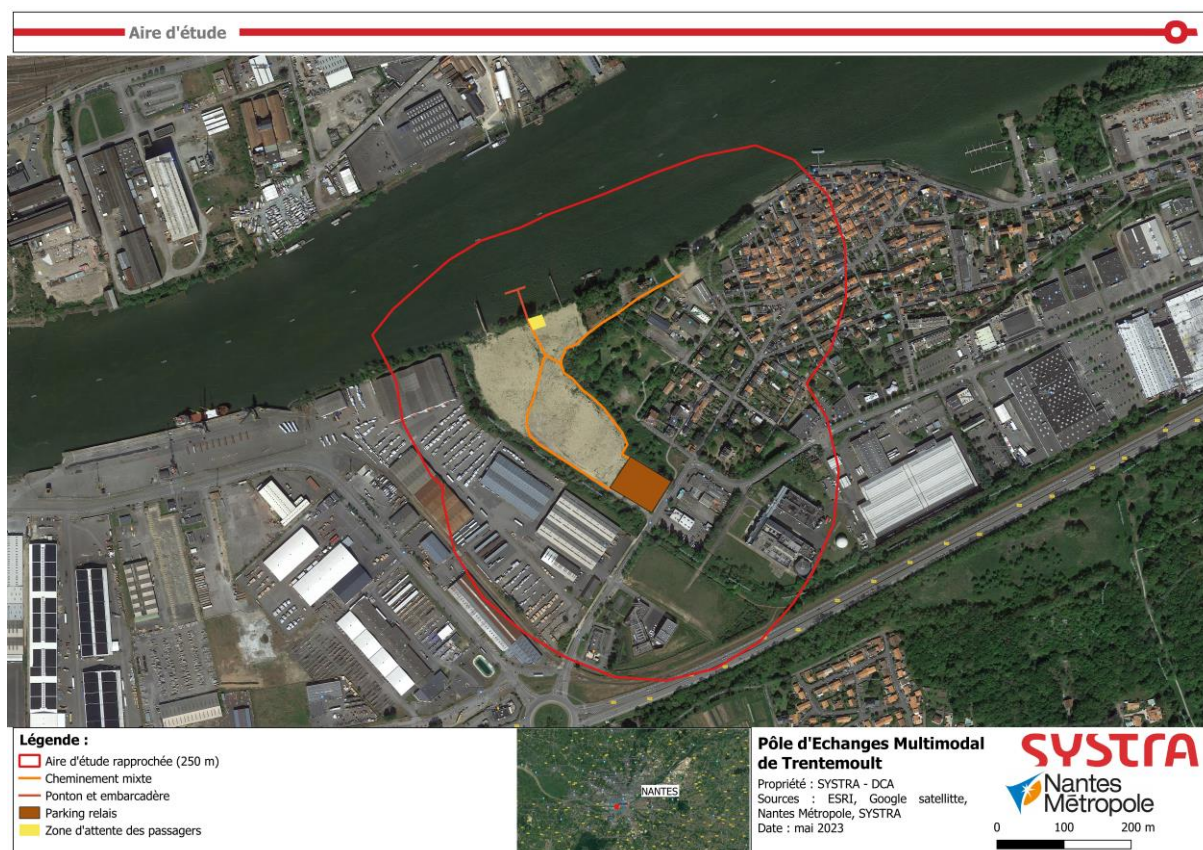 Aire d'étude
Légende :
Aire d'étude rapprochée (250 m)
Cheminement mixte
Ponton et embarcadère
Parking relais
Zone d'attente des passagers
NANTES
Pôle d'Echanges Multimodal
de Trentemoult
Propriété : SYSTRA - DCA
Sources : ESRI, Google satellitte,
Nantes Métropole, SYSTRA
Date : mai 2023
SYSTRA
Nantes
Métropole
0 100 200 m